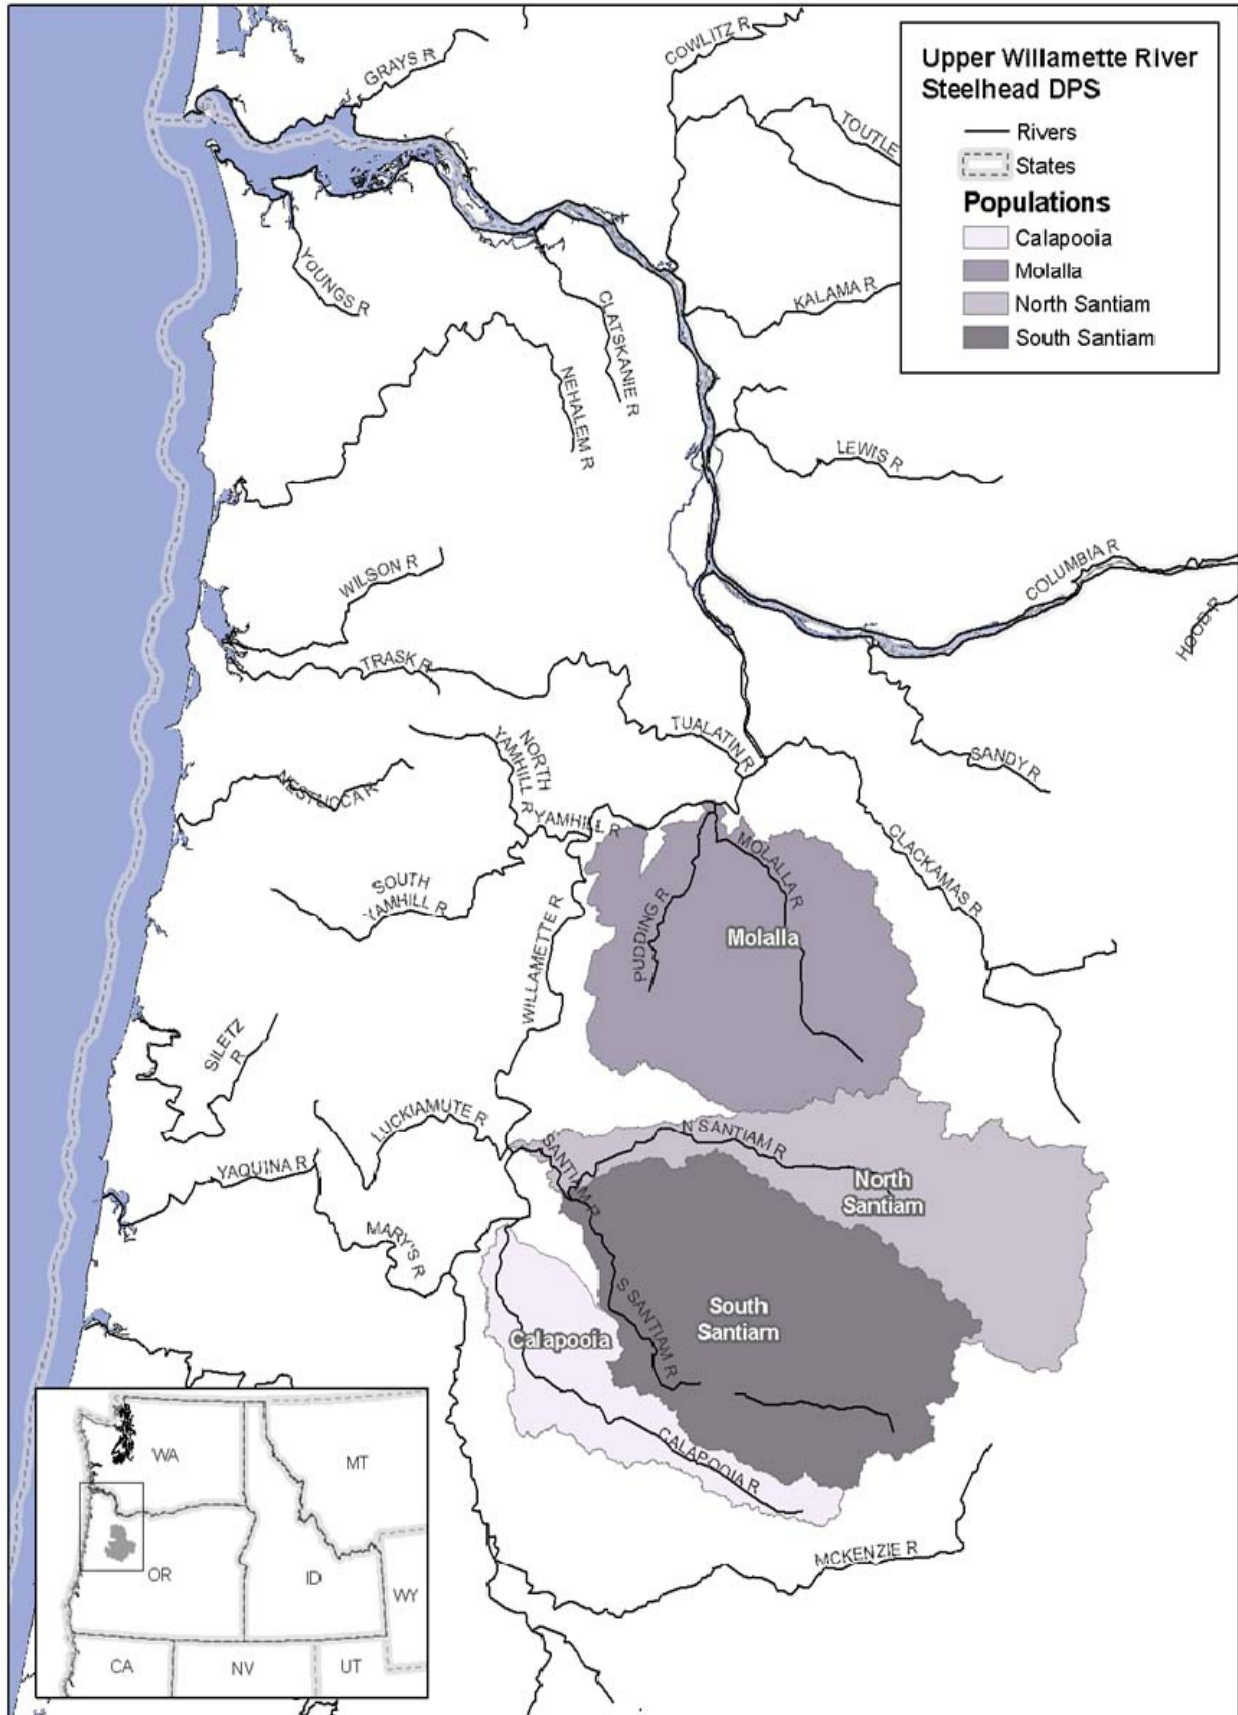 GRAYS R
COWLITZ R
TOUTLE
Upper Willamette River
Steelhead DPS
Rivers
States
Populations
Calapooia
Molalla
North Santiam
South Santiam
YOUNGS R
CLATSKANIE R
KALAMA R
NEHALEM R
LEWIS R
WILSON R
COLUMBIA R
HOOD R
TRASK R
TUALATIN R
SANDY R
NORTH
YAMHILL R
NESTUCCA R
YAMHILL R
MOLALLA R
CLACKAMAS R
SOUTH
YAMHILL R
PUDDING R
WILLAMETTE R
Molalla
SILETZ
R
LUCKIAMUTE R
SANTIAM R
N SANTIAM R
YAQUINA R
North
Santiam
MARY'S R
S SANTIAM R
South
Santiam
Calapooia
CALAPOOIA R
MCKENZIE R
WA
MT
OR
ID
WY
CA
NV
UT